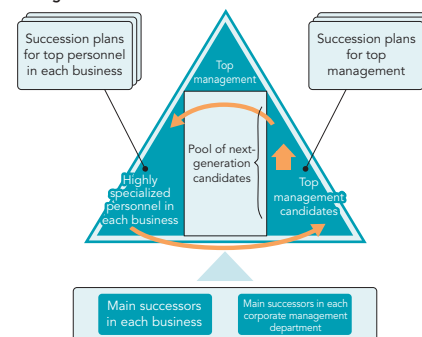 Succession plans
for top personnel
in each business
Succession plans
for top
management
Top
management
Pool of next-
generation
candidates
Highly
specialized
personnel in
each business
Top
management
candidates
Main successors
in each business
Main successors in each
corporate management
department